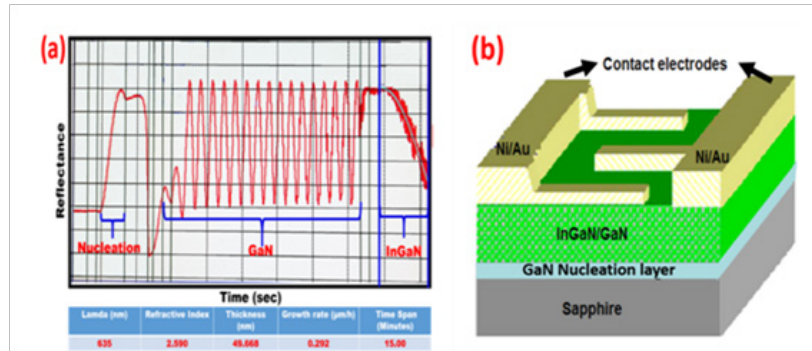 (a)
Reflectance
Nucleation
GaN
InGaN
Time (sec)
Lamda (nm) Refractive Index Thickness (nm) Growth rate (µm/h) Time Span (Minutes)
635 2.590 49.668 0.292 15.00
(b)
Contact electrodes
Ni/Au
Ni/Au
InGaN/GaN
GaN Nucleation layer
Sapphire